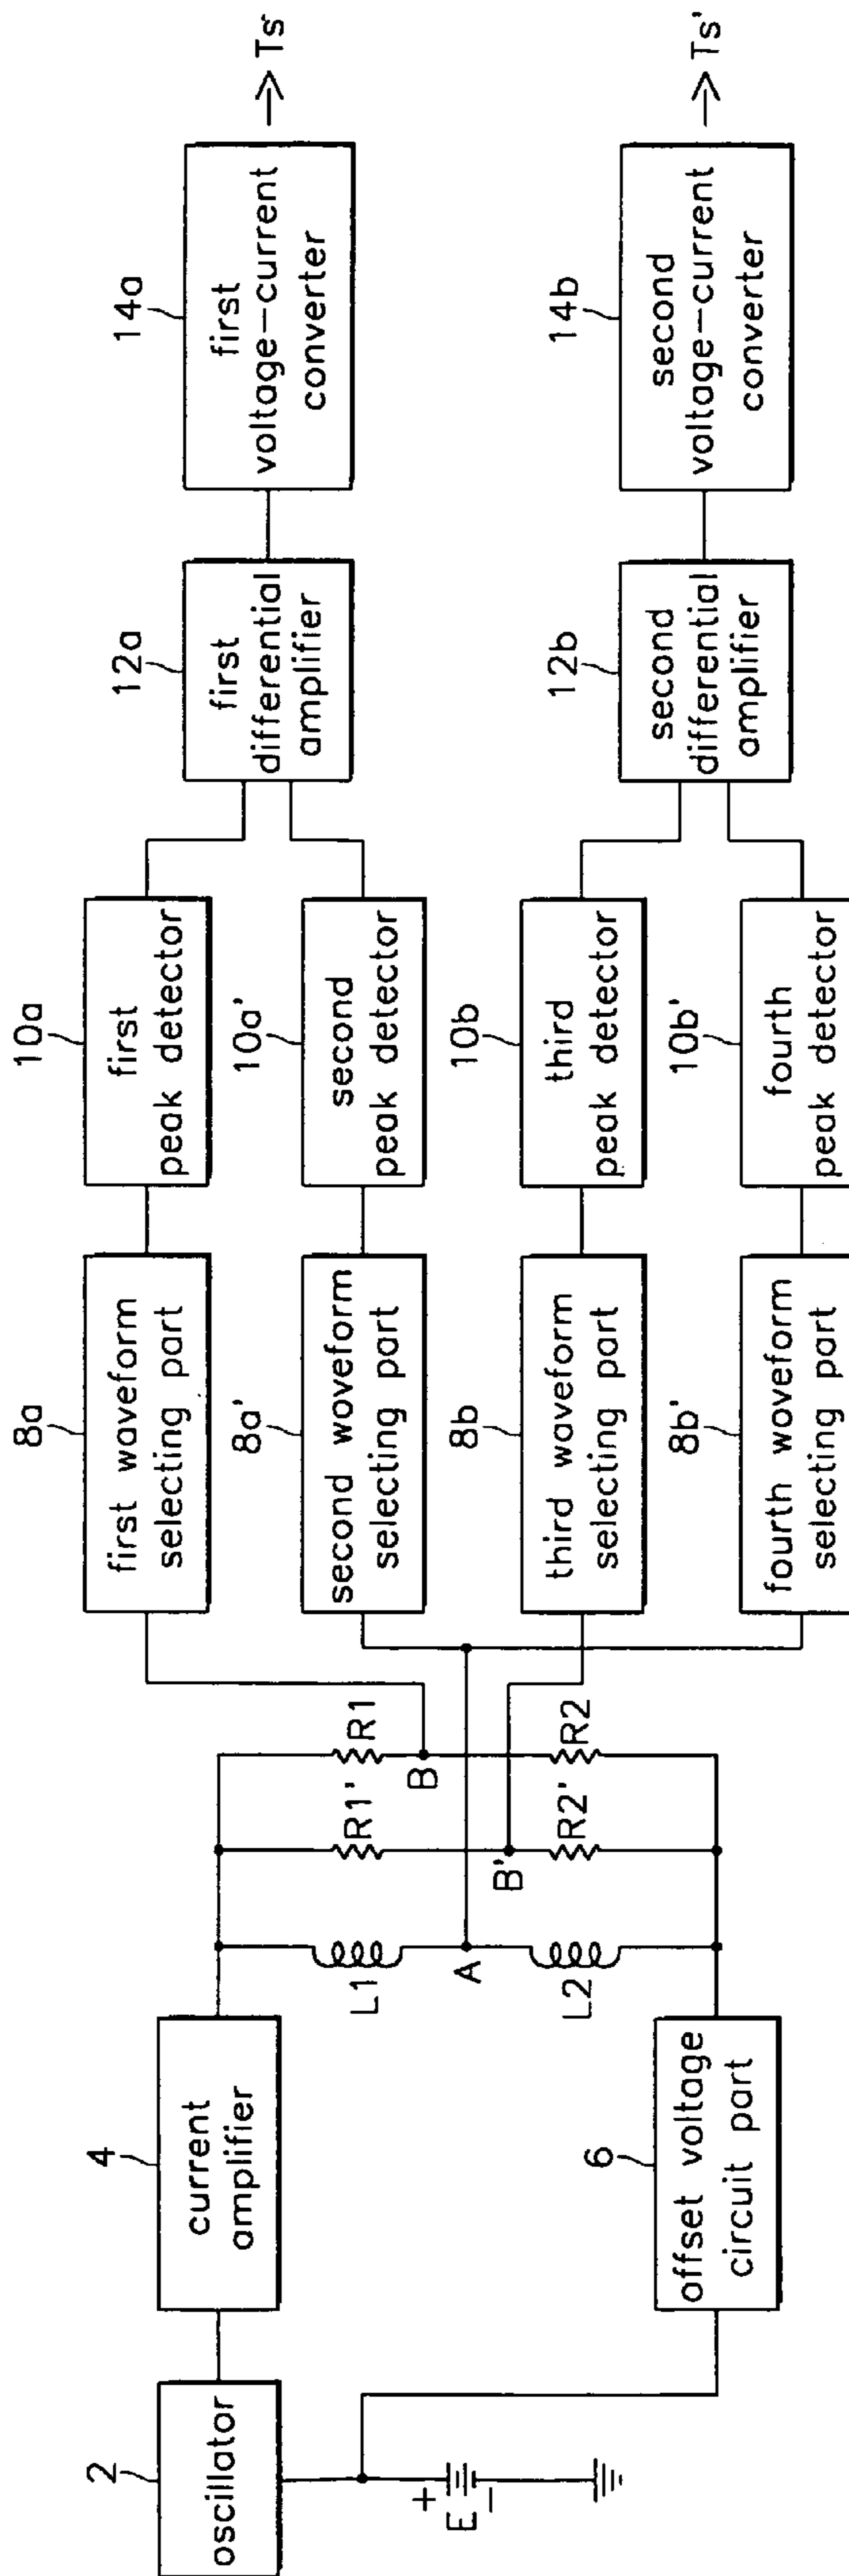 2
oscillator
E
+
−
4
current
amplifier
6
offset voltage
circuit part
L1
A
L2
R1'
B'
R2'
R1
B
R2
8a
first waveform
selecting part
8a'
second woveform
selecting part
8b
third waveform
selecting part
8b'
fourth waveform
selecting part
10a
first
peak detector
10a'
second
peak detector
10b
third
peak detector
10b'
fourth
peak detector
12a
first
differential
amplifier
12b
second
differential
amplifier
14a
first
voltage−current
converter
14b
second
voltage−current
converter
Ts
Ts'